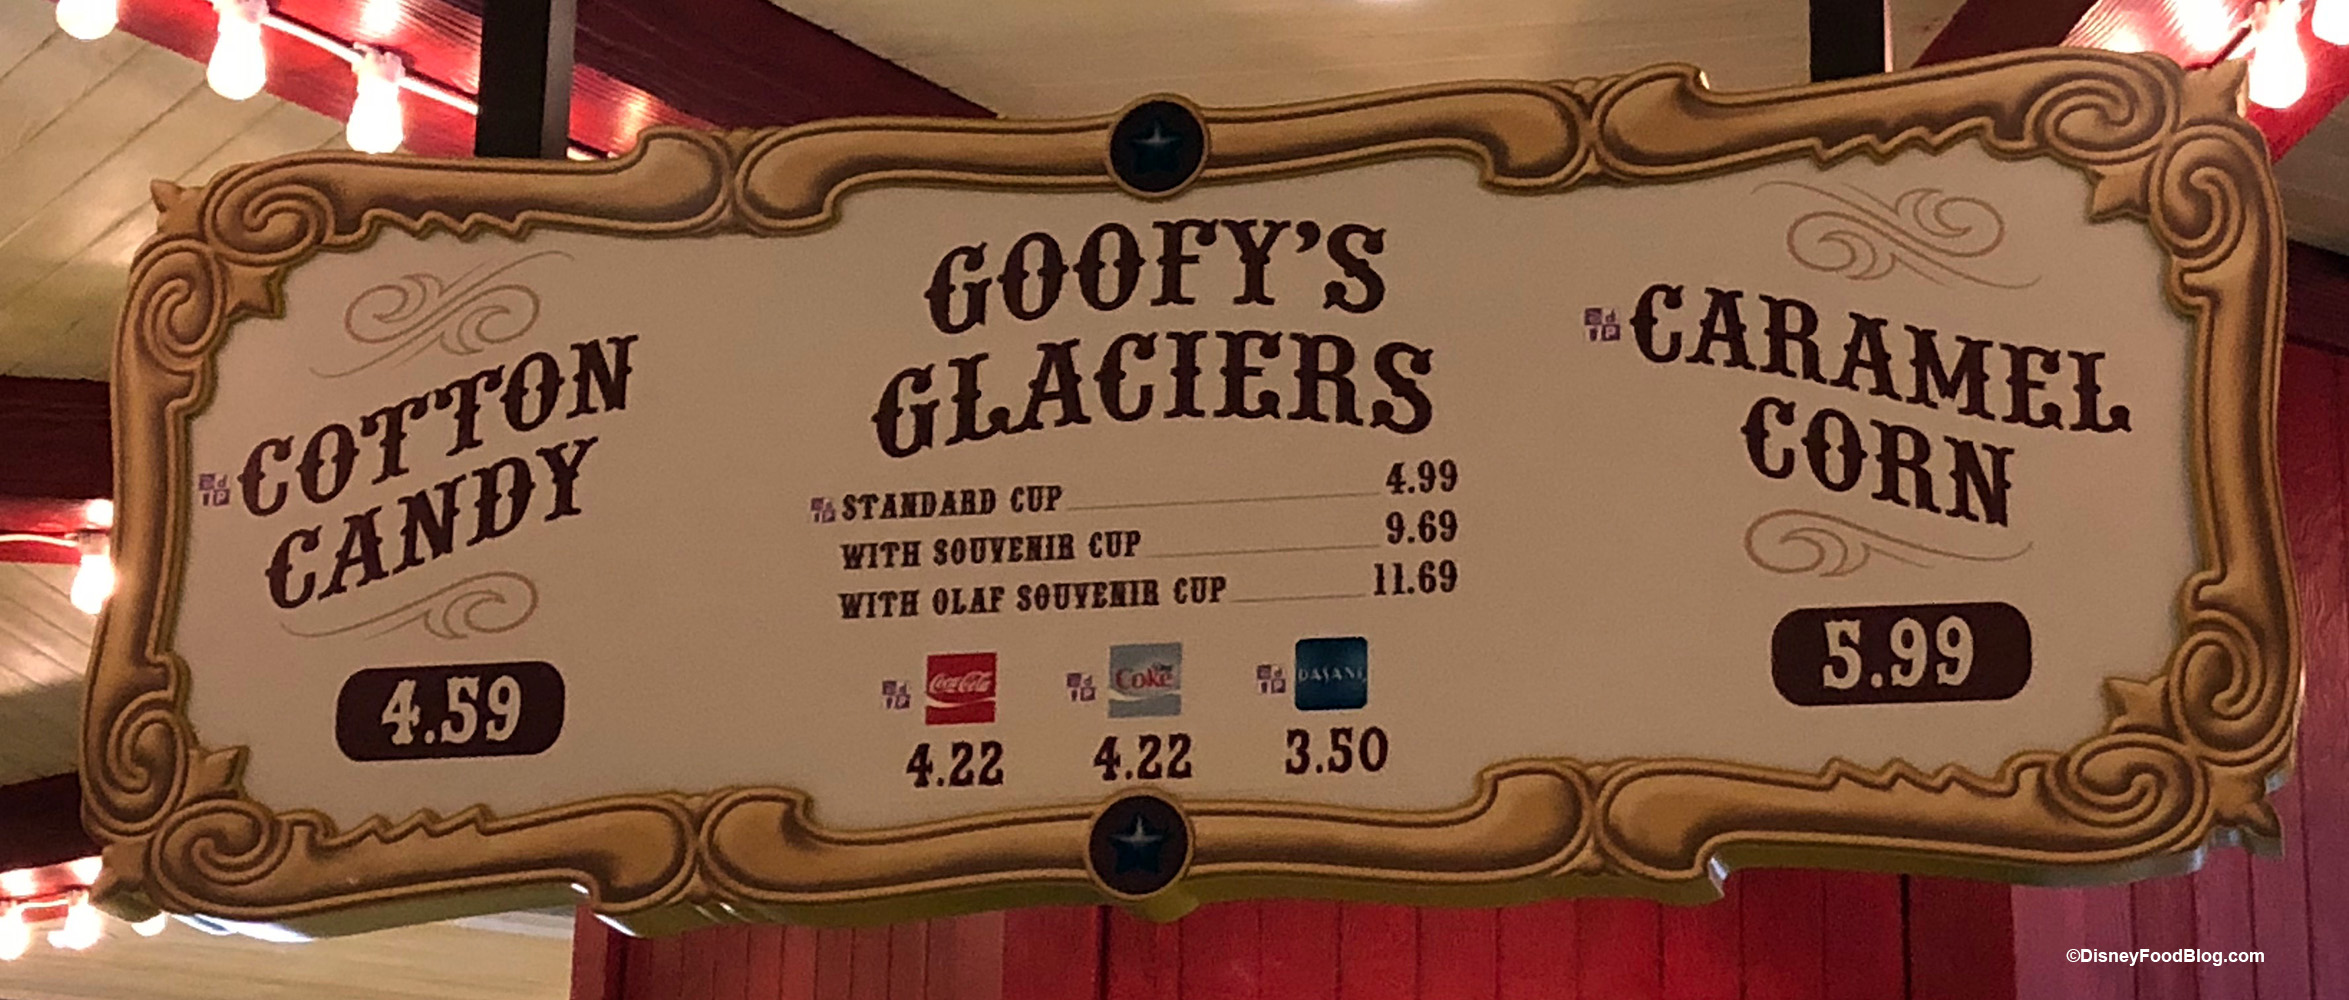 COTTON
CANDY
4.59
GOOFY'S
GLACIERS
STANDARD CUP 4.99
WITH SOUVENIR CUP 9.69
WITH OLAF SOUVENIR CUP 11.69
Coca-Cola
Coke
DASANI
4.22
4.22
3.50
CARAMEL
CORN
5.99
©DisneyFoodBlog.com